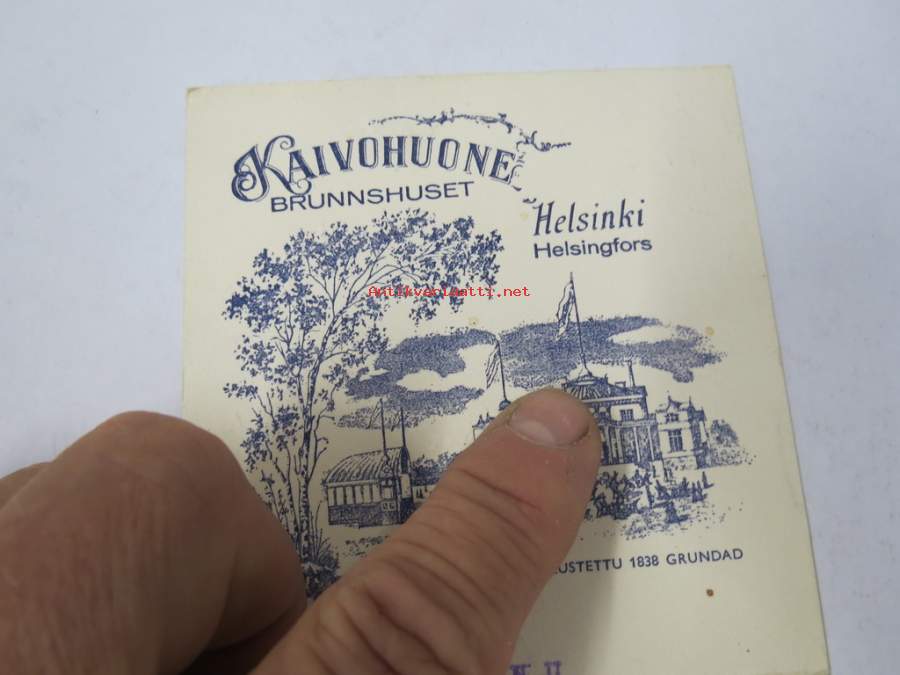 KAIVOHUONE
BRUNNSHUSET
Helsinki
Helsingfors
Antikvariaatti.net
USTETTU 1838 GRUNDAD